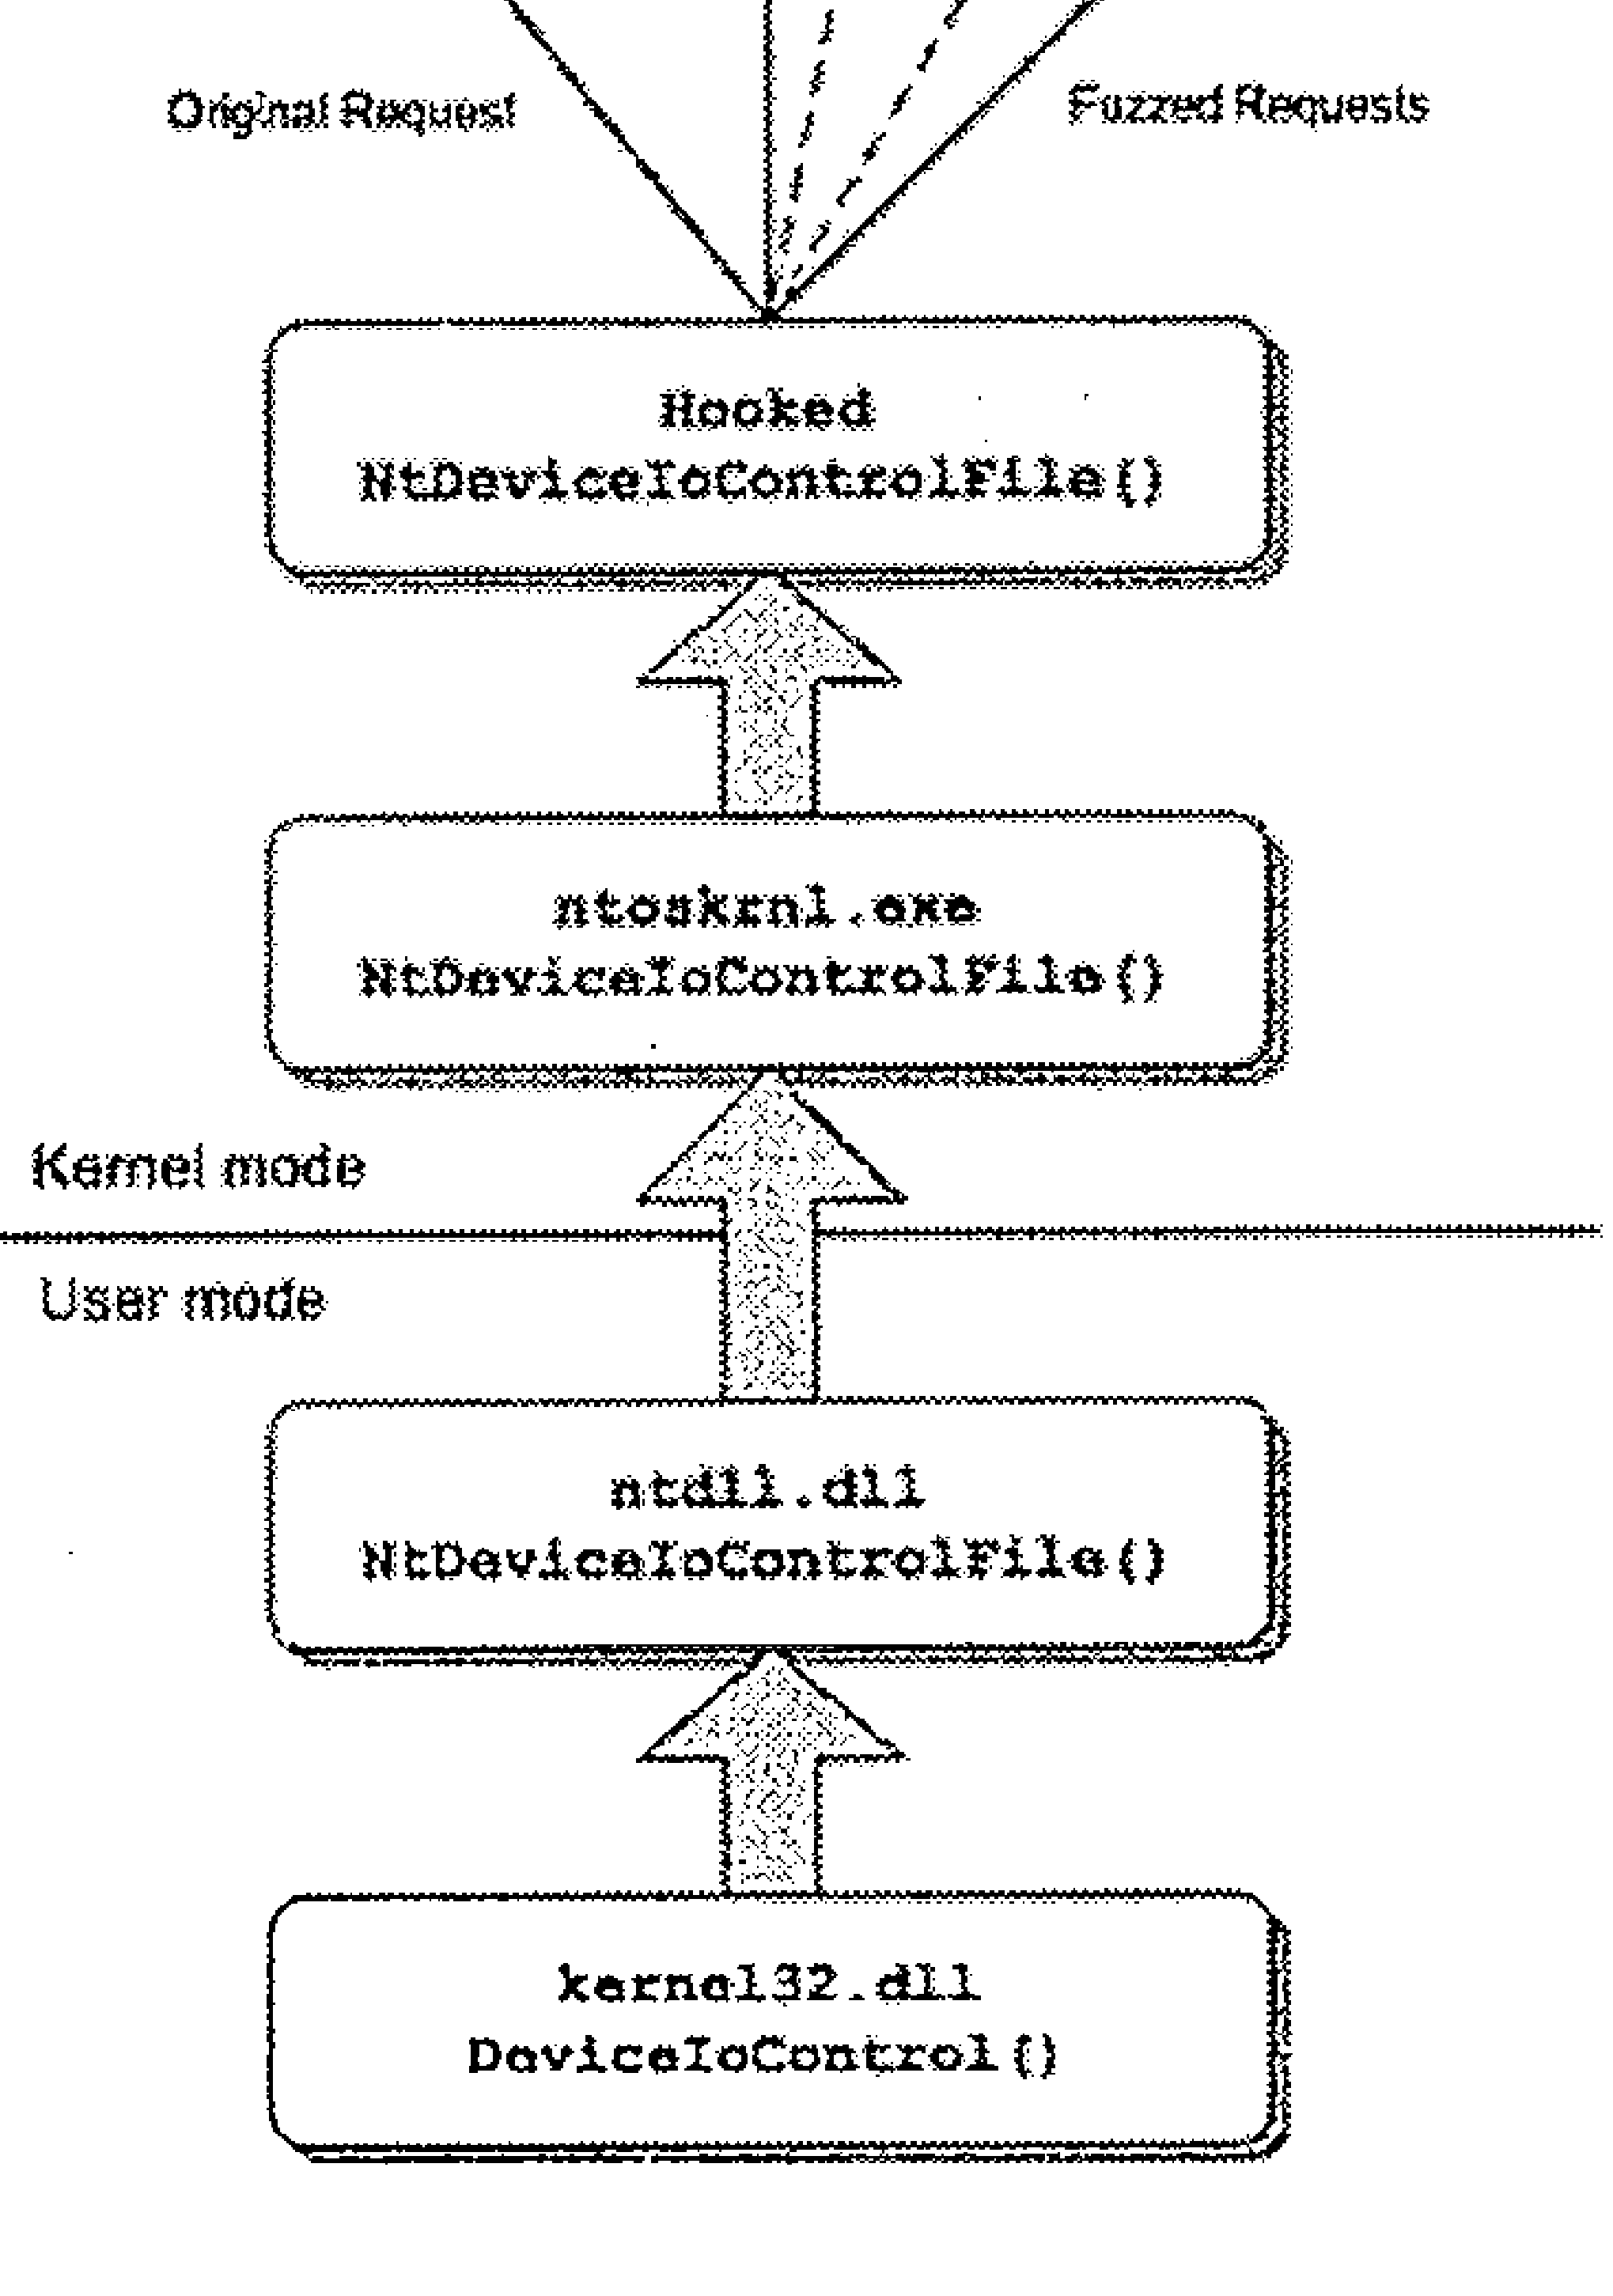 Original Request
Fuzzed Requests
Hooked
NtDeviceIoControlFile()
ntoskrnl.exe
NtDeviceIoControlFile()
Kernel mode
User mode
ntdll.dll
NtDeviceIoControlFile()
kernel32.dll
DeviceIoControl()